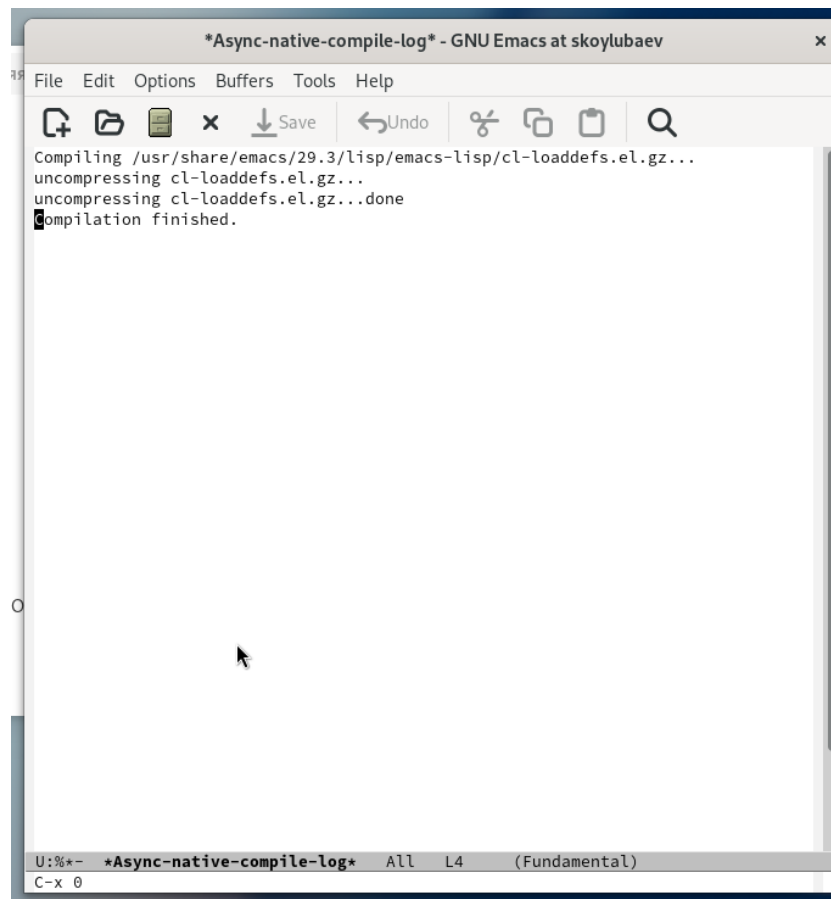 *Async-native-compile-log* - GNU Emacs at skoylubaev
File Edit Options Buffers Tools Help
Save Undo
Compiling /usr/share/emacs/29.3/lisp/emacs-lisp/cl-loaddefs.el.gz...
uncompressing cl-loaddefs.el.gz...
uncompressing cl-loaddefs.el.gz...done
Compilation finished.
U:%*- *Async-native-compile-log* All L4 (Fundamental)
C-x 0